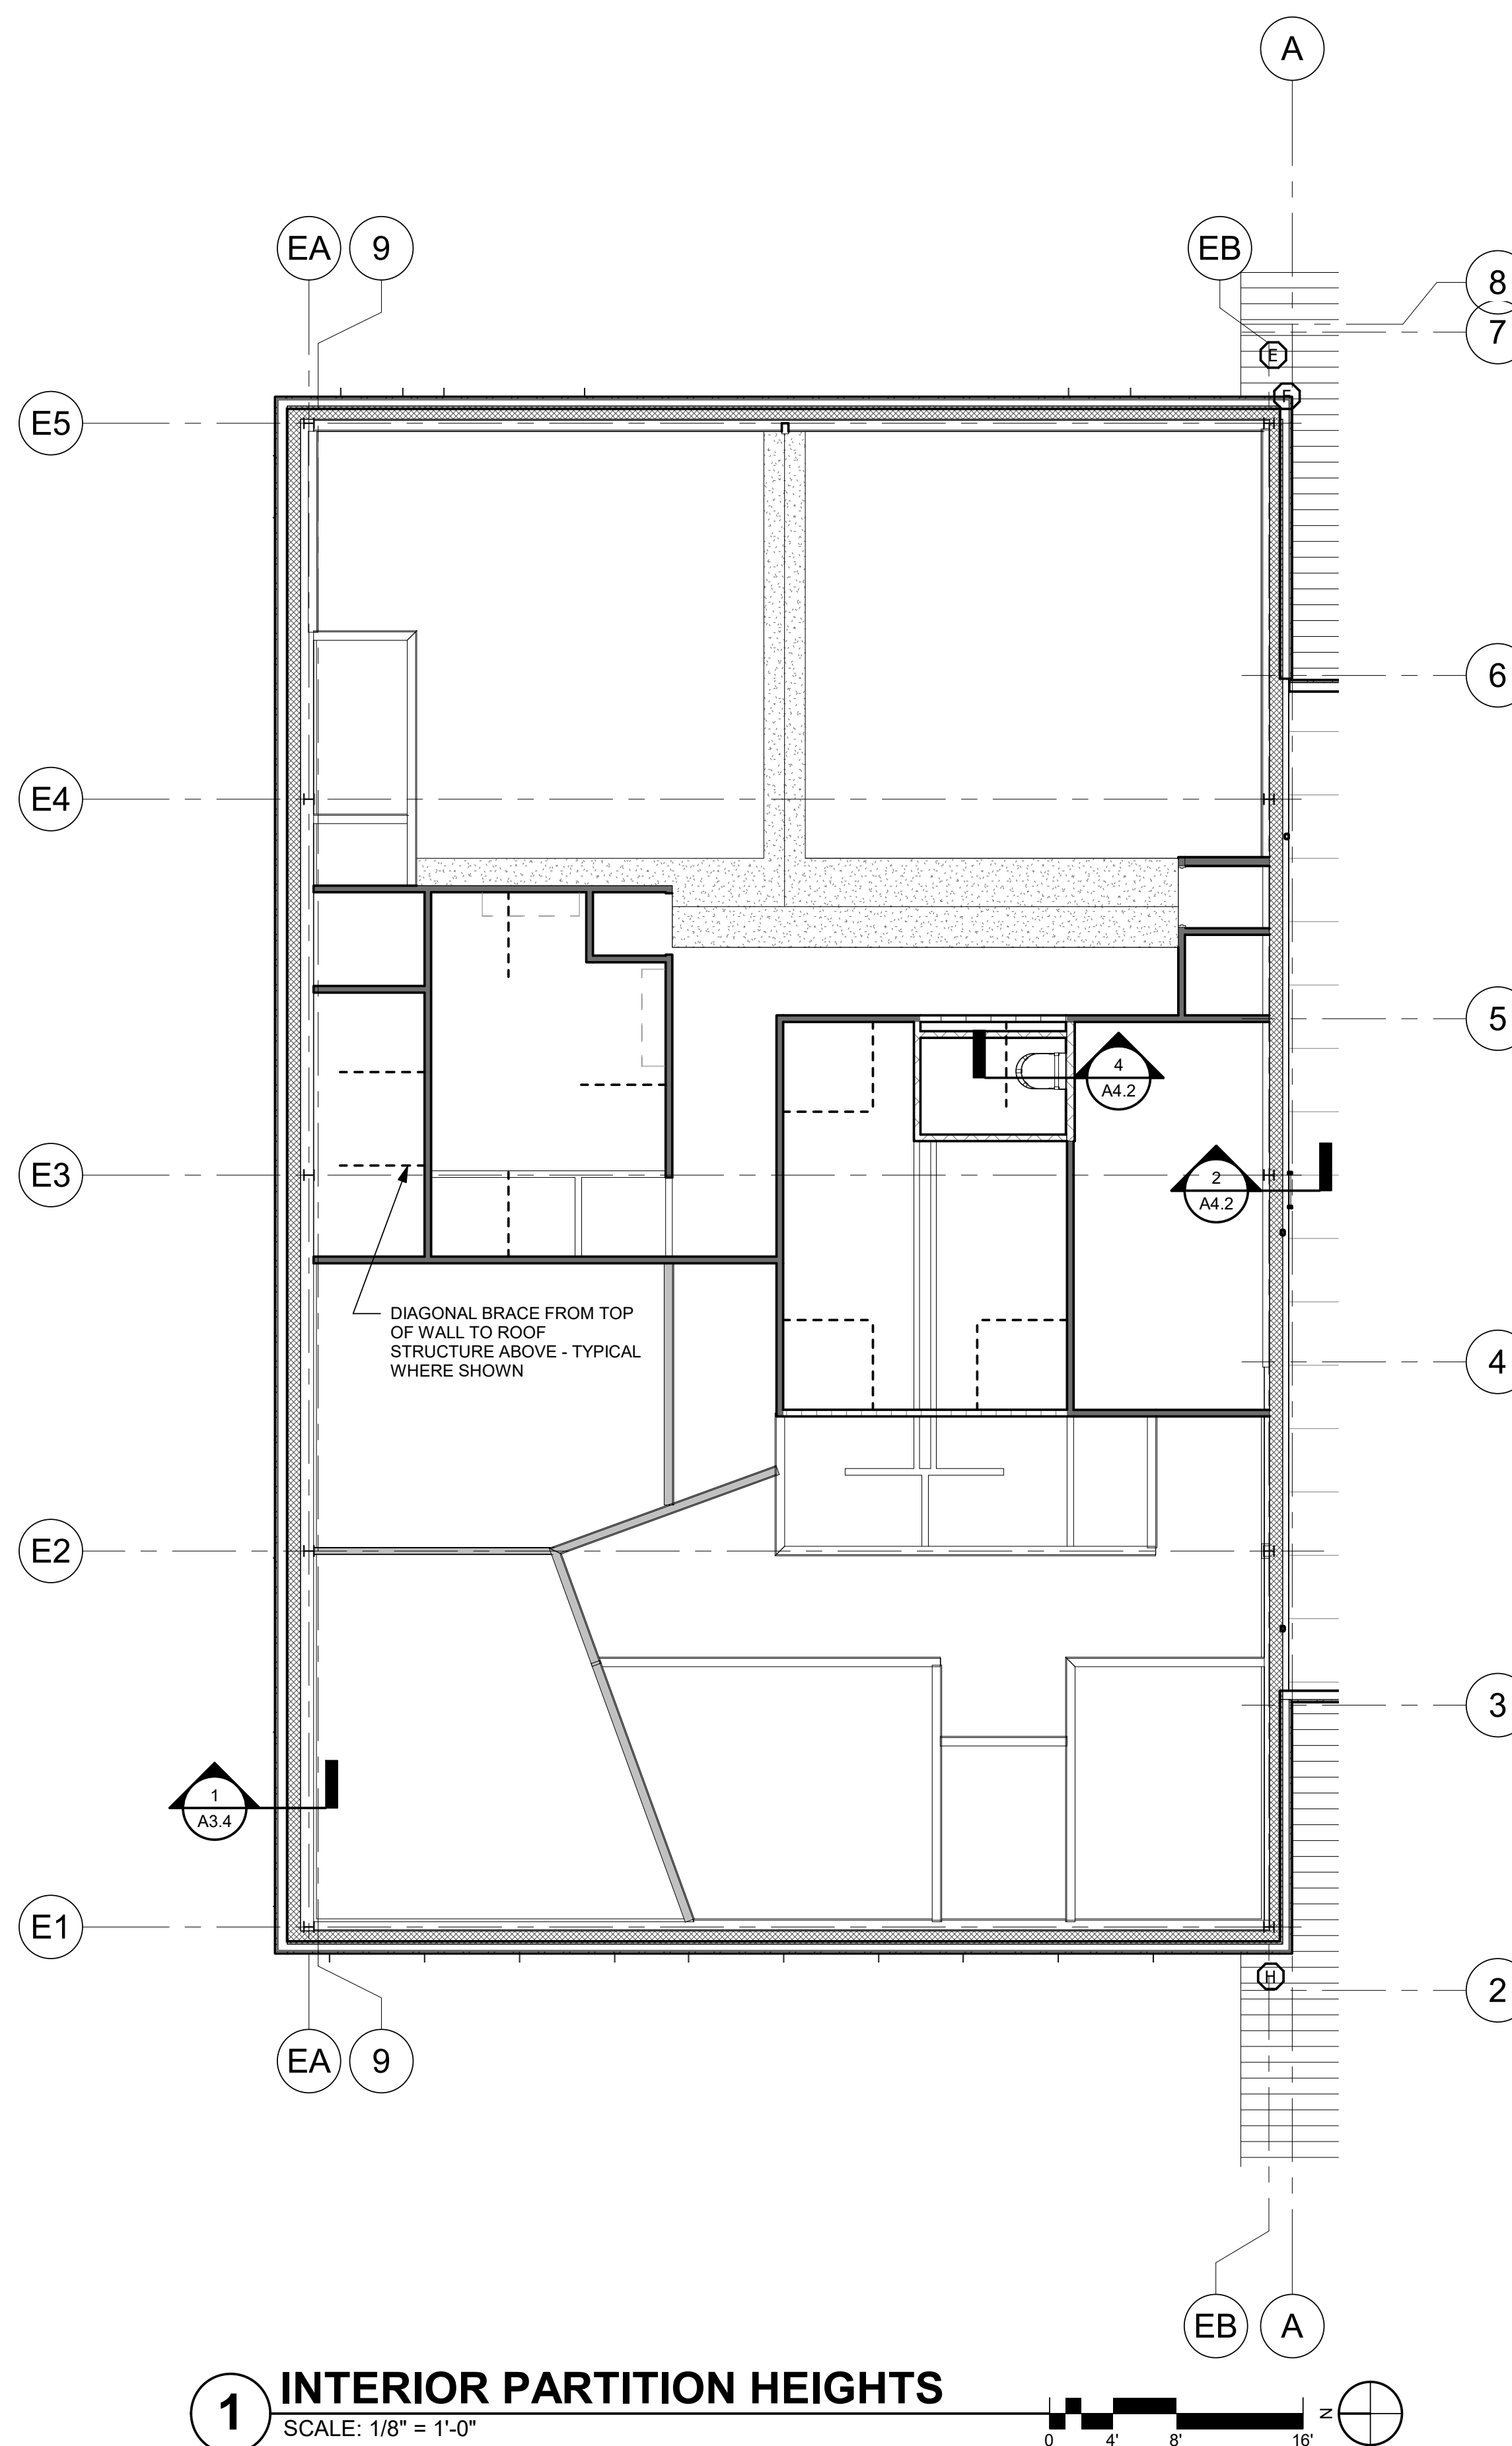 A
EA
9
EB
8
7
E
F
E5
6
E4
5
4
A4.2
E3
2
A4.2
DIAGONAL BRACE FROM TOP
OF WALL TO ROOF
STRUCTURE ABOVE - TYPICAL
WHERE SHOWN
4
E2
3
1
A3.4
E1
H
2
EA
9
EB
A
1
INTERIOR PARTITION HEIGHTS
SCALE: 1/8" = 1'-0"
0
4'
8'
16'
N